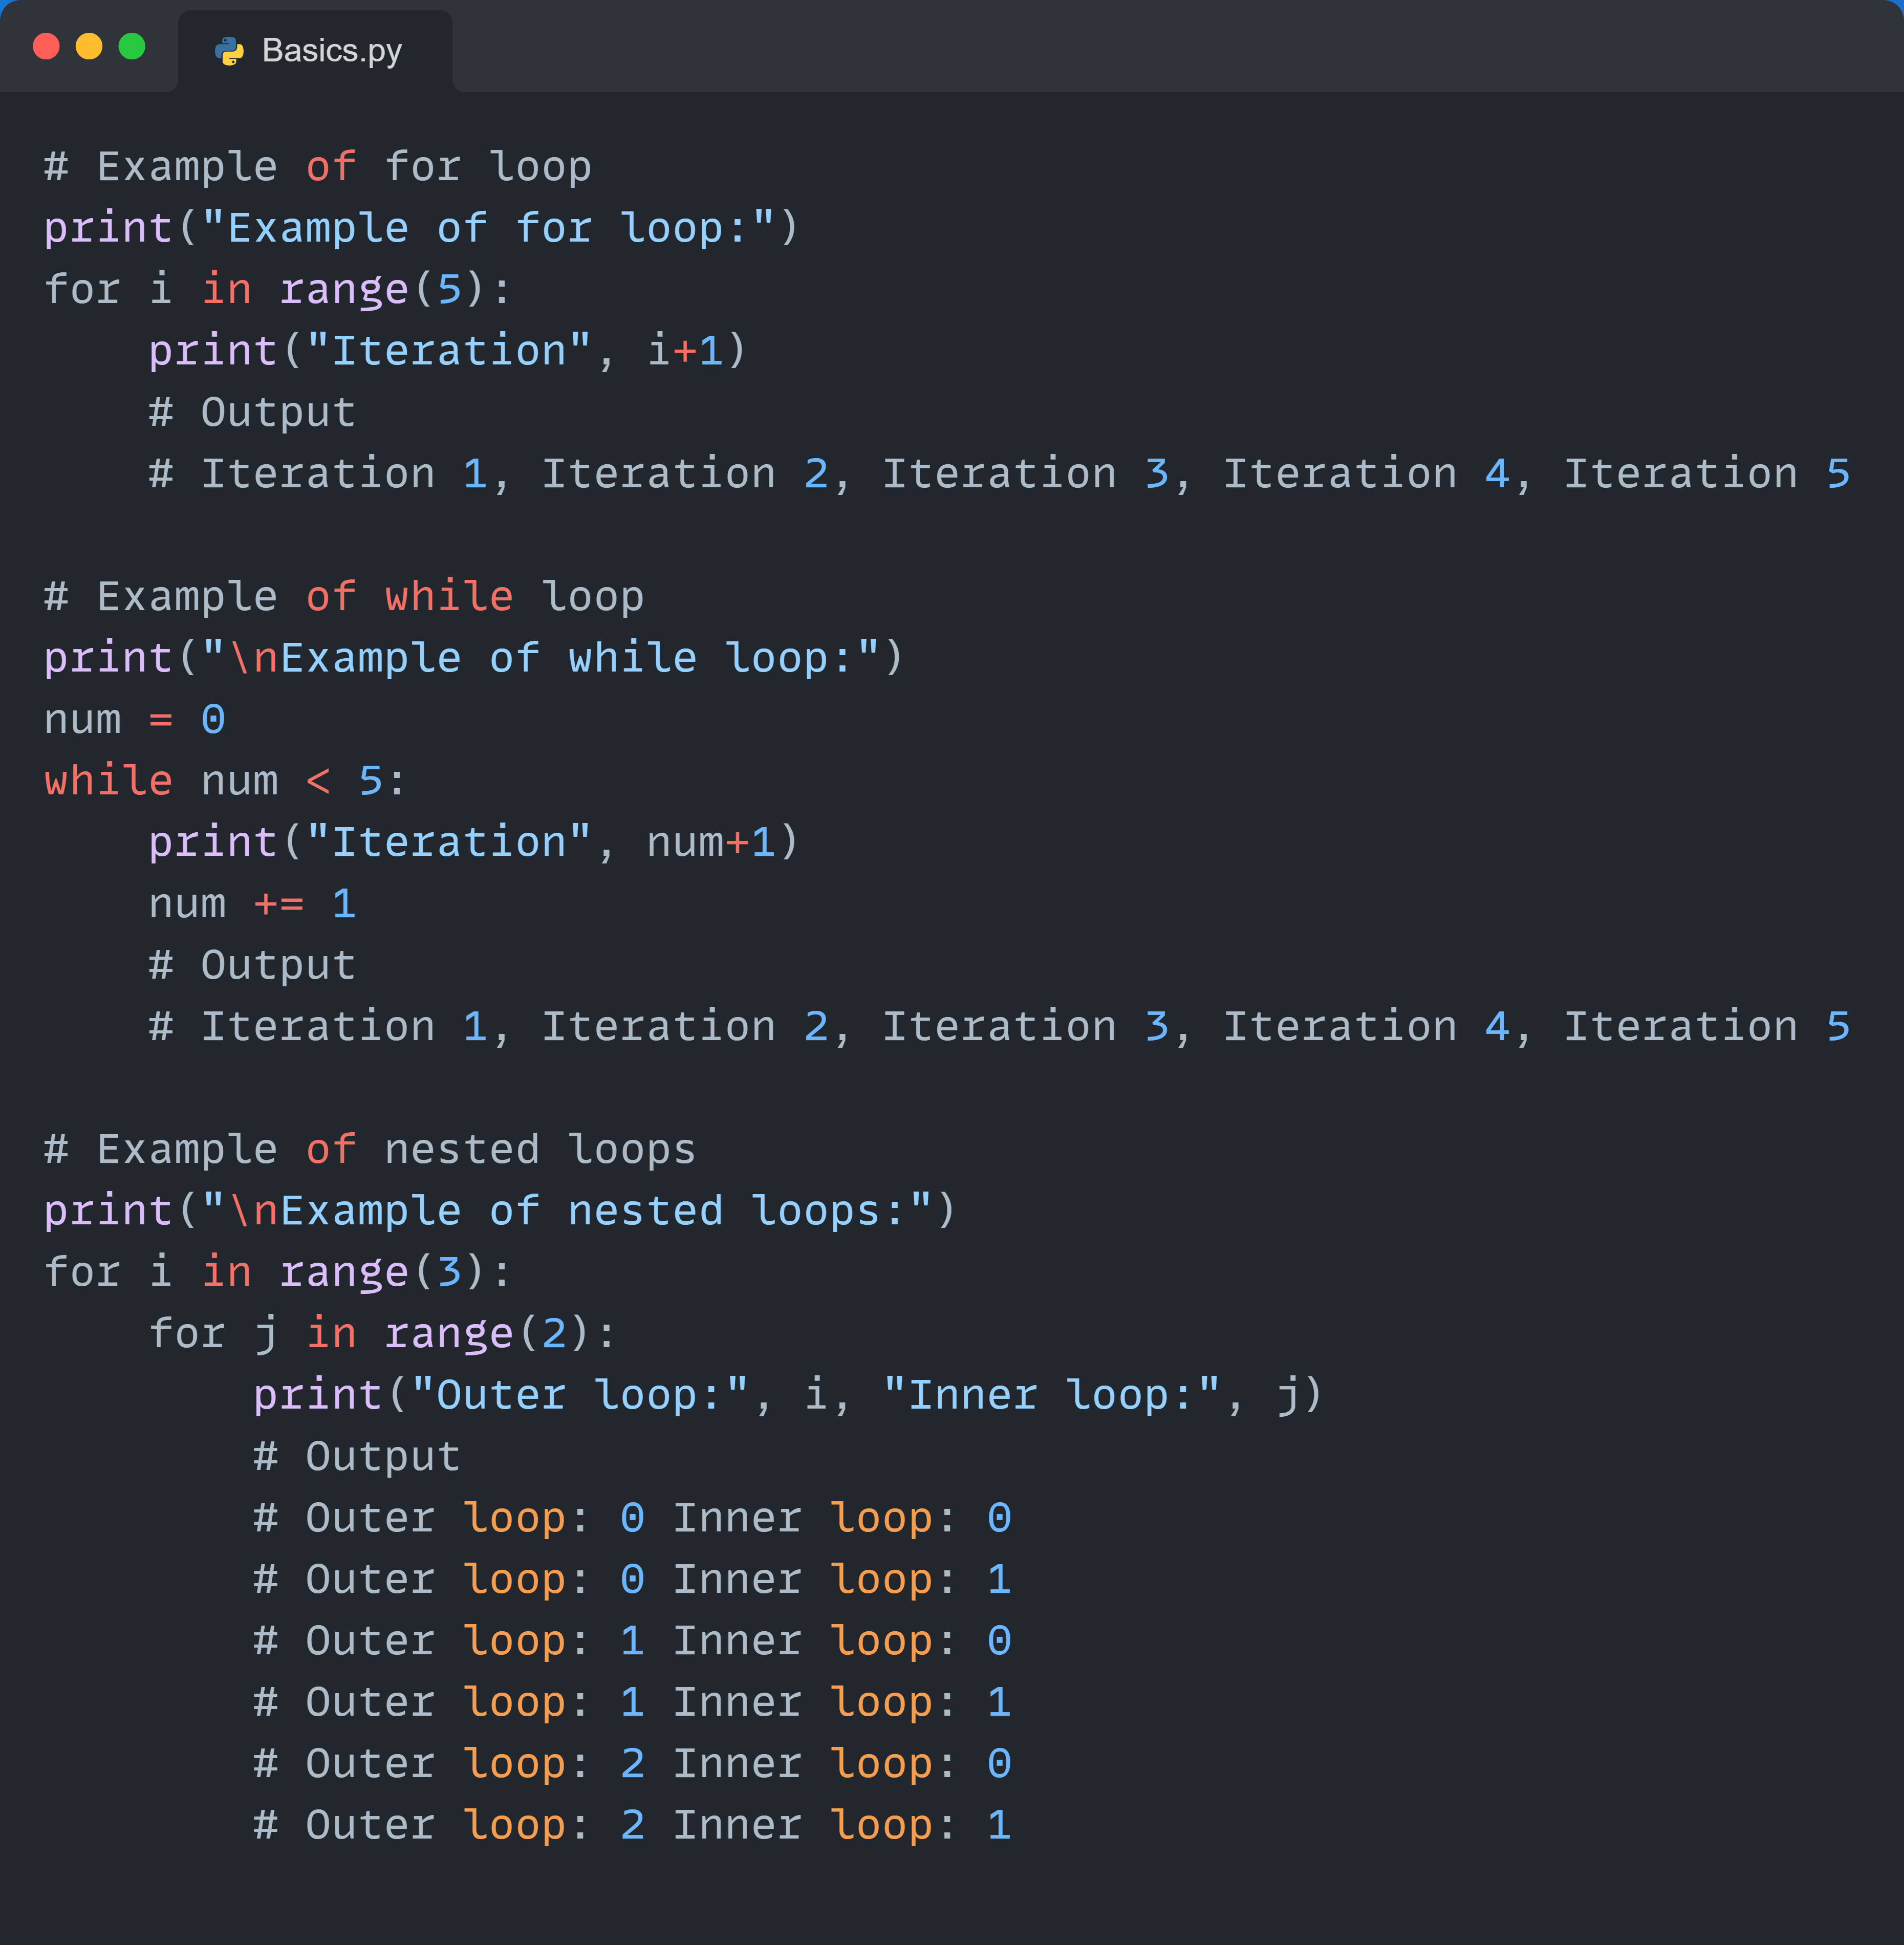 Basics.py
# Example of for loop
print("Example of for loop:")
for i in range(5):
    print("Iteration", i+1)
    # Output
    # Iteration 1, Iteration 2, Iteration 3, Iteration 4, Iteration 5

# Example of while loop
print("\nExample of while loop:")
num = 0
while num < 5:
    print("Iteration", num+1)
    num += 1
    # Output
    # Iteration 1, Iteration 2, Iteration 3, Iteration 4, Iteration 5

# Example of nested loops
print("\nExample of nested loops:")
for i in range(3):
    for j in range(2):
        print("Outer loop:", i, "Inner loop:", j)
        # Output
        # Outer loop: 0 Inner loop: 0
        # Outer loop: 0 Inner loop: 1
        # Outer loop: 1 Inner loop: 0
        # Outer loop: 1 Inner loop: 1
        # Outer loop: 2 Inner loop: 0
        # Outer loop: 2 Inner loop: 1